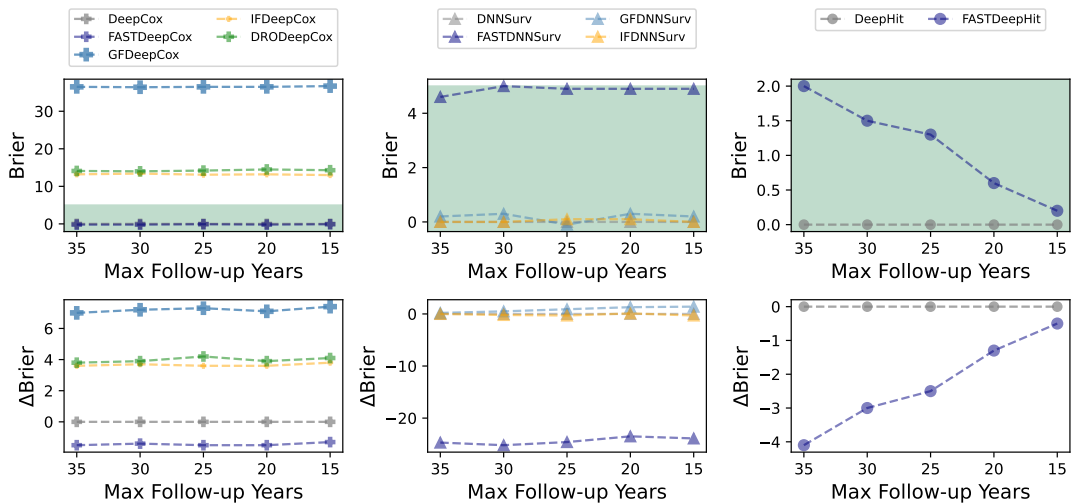 DeepCox
FASTDeepCox
GFDeepCox
IFDeepCox
DRODeepCox
DNNSurv
FASTDNNSurv
GFDNNSurv
IFDNNSurv
DeepHit
FASTDeepHit
Brier
30
20
10
0
35 30 25 20 15
Max Follow-up Years
Brier
4
2
0
35 30 25 20 15
Max Follow-up Years
Brier
2.0
1.5
1.0
0.5
0.0
35 30 25 20 15
Max Follow-up Years
ΔBrier
6
4
2
0
35 30 25 20 15
Max Follow-up Years
ΔBrier
0
−10
−20
35 30 25 20 15
Max Follow-up Years
ΔBrier
0
−1
−2
−3
−4
35 30 25 20 15
Max Follow-up Years